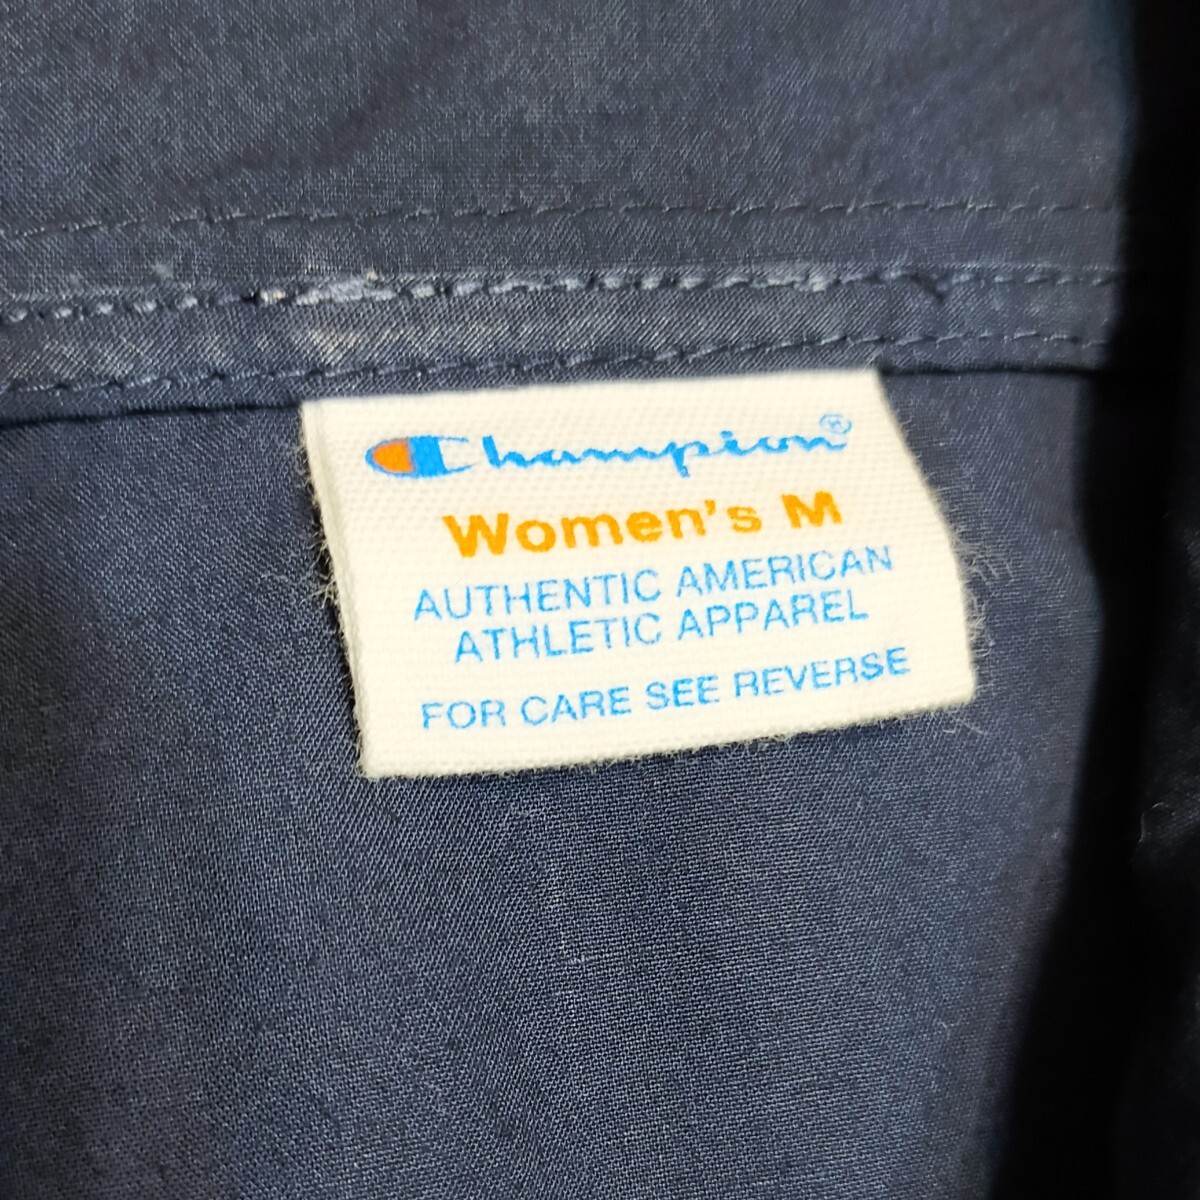 Champion®
Women's M
AUTHENTIC AMERICAN
ATHLETIC APPAREL
FOR CARE SEE REVERSE